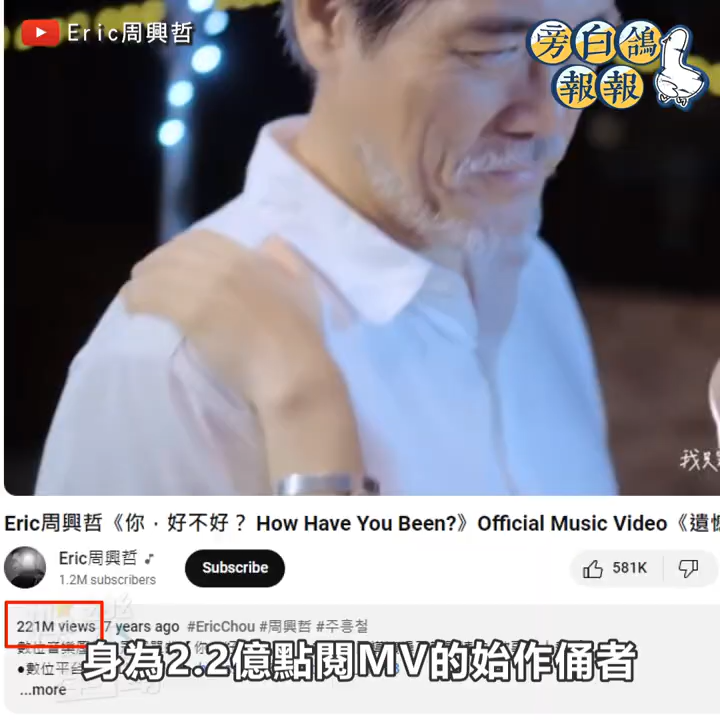 Eric周興哲
旁白鴿
報報
我只
Eric周興哲《你，好不好？ How Have You Been?》Official Music Video《遺
Eric周興哲
1.2M subscribers
Subscribe
581K
221M views 7 years ago #EricChou #周興哲 #주흥철
數位音樂
●數位平台
身為2.2億點閱MV的始作俑者
...more